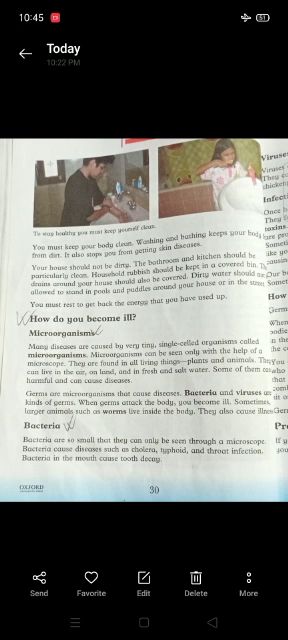 10:45
51
Today
10:22 PM
To stay healthy you must keep yourself clean.
You must keep your body clean. Washing and bathing keeps your body
from dirt. It also stops you from getting skin diseases.
Your house should not be dirty. The bathroom and kitchen should be
particularly clean. Household rubbish should be kept in a covered bin.
drains around your house should also be covered. Dirty water should
allowed to stand in pools and puddles around your house or in the street
You must rest to get back the energy that you have used up.
How do you become ill?
Microorganisms
Many diseases are caused by tiny, single-celled organisms called
microorganisms. Microorganisms can be seen only with the help of a
microscope. They are found in all living things—plants and animals.
can live in the air, on land, and in fresh and salt water. Some of them
harmful and can cause diseases.
Germs are microorganisms that cause diseases. Bacteria and viruses
kinds of germs. When germs attack the body, you become ill. Sometimes,
larger animals such as worms live inside the body. They also cause
Bacteria
Bacteria are so small that they can only be seen through a microscope.
Bacteria cause diseases such as cholera, typhoid, and throat infection.
Bacteria in the mouth cause tooth decay.
OXFORD
30
Viruses
Once
How
When
Send
Favorite
Edit
Delete
More